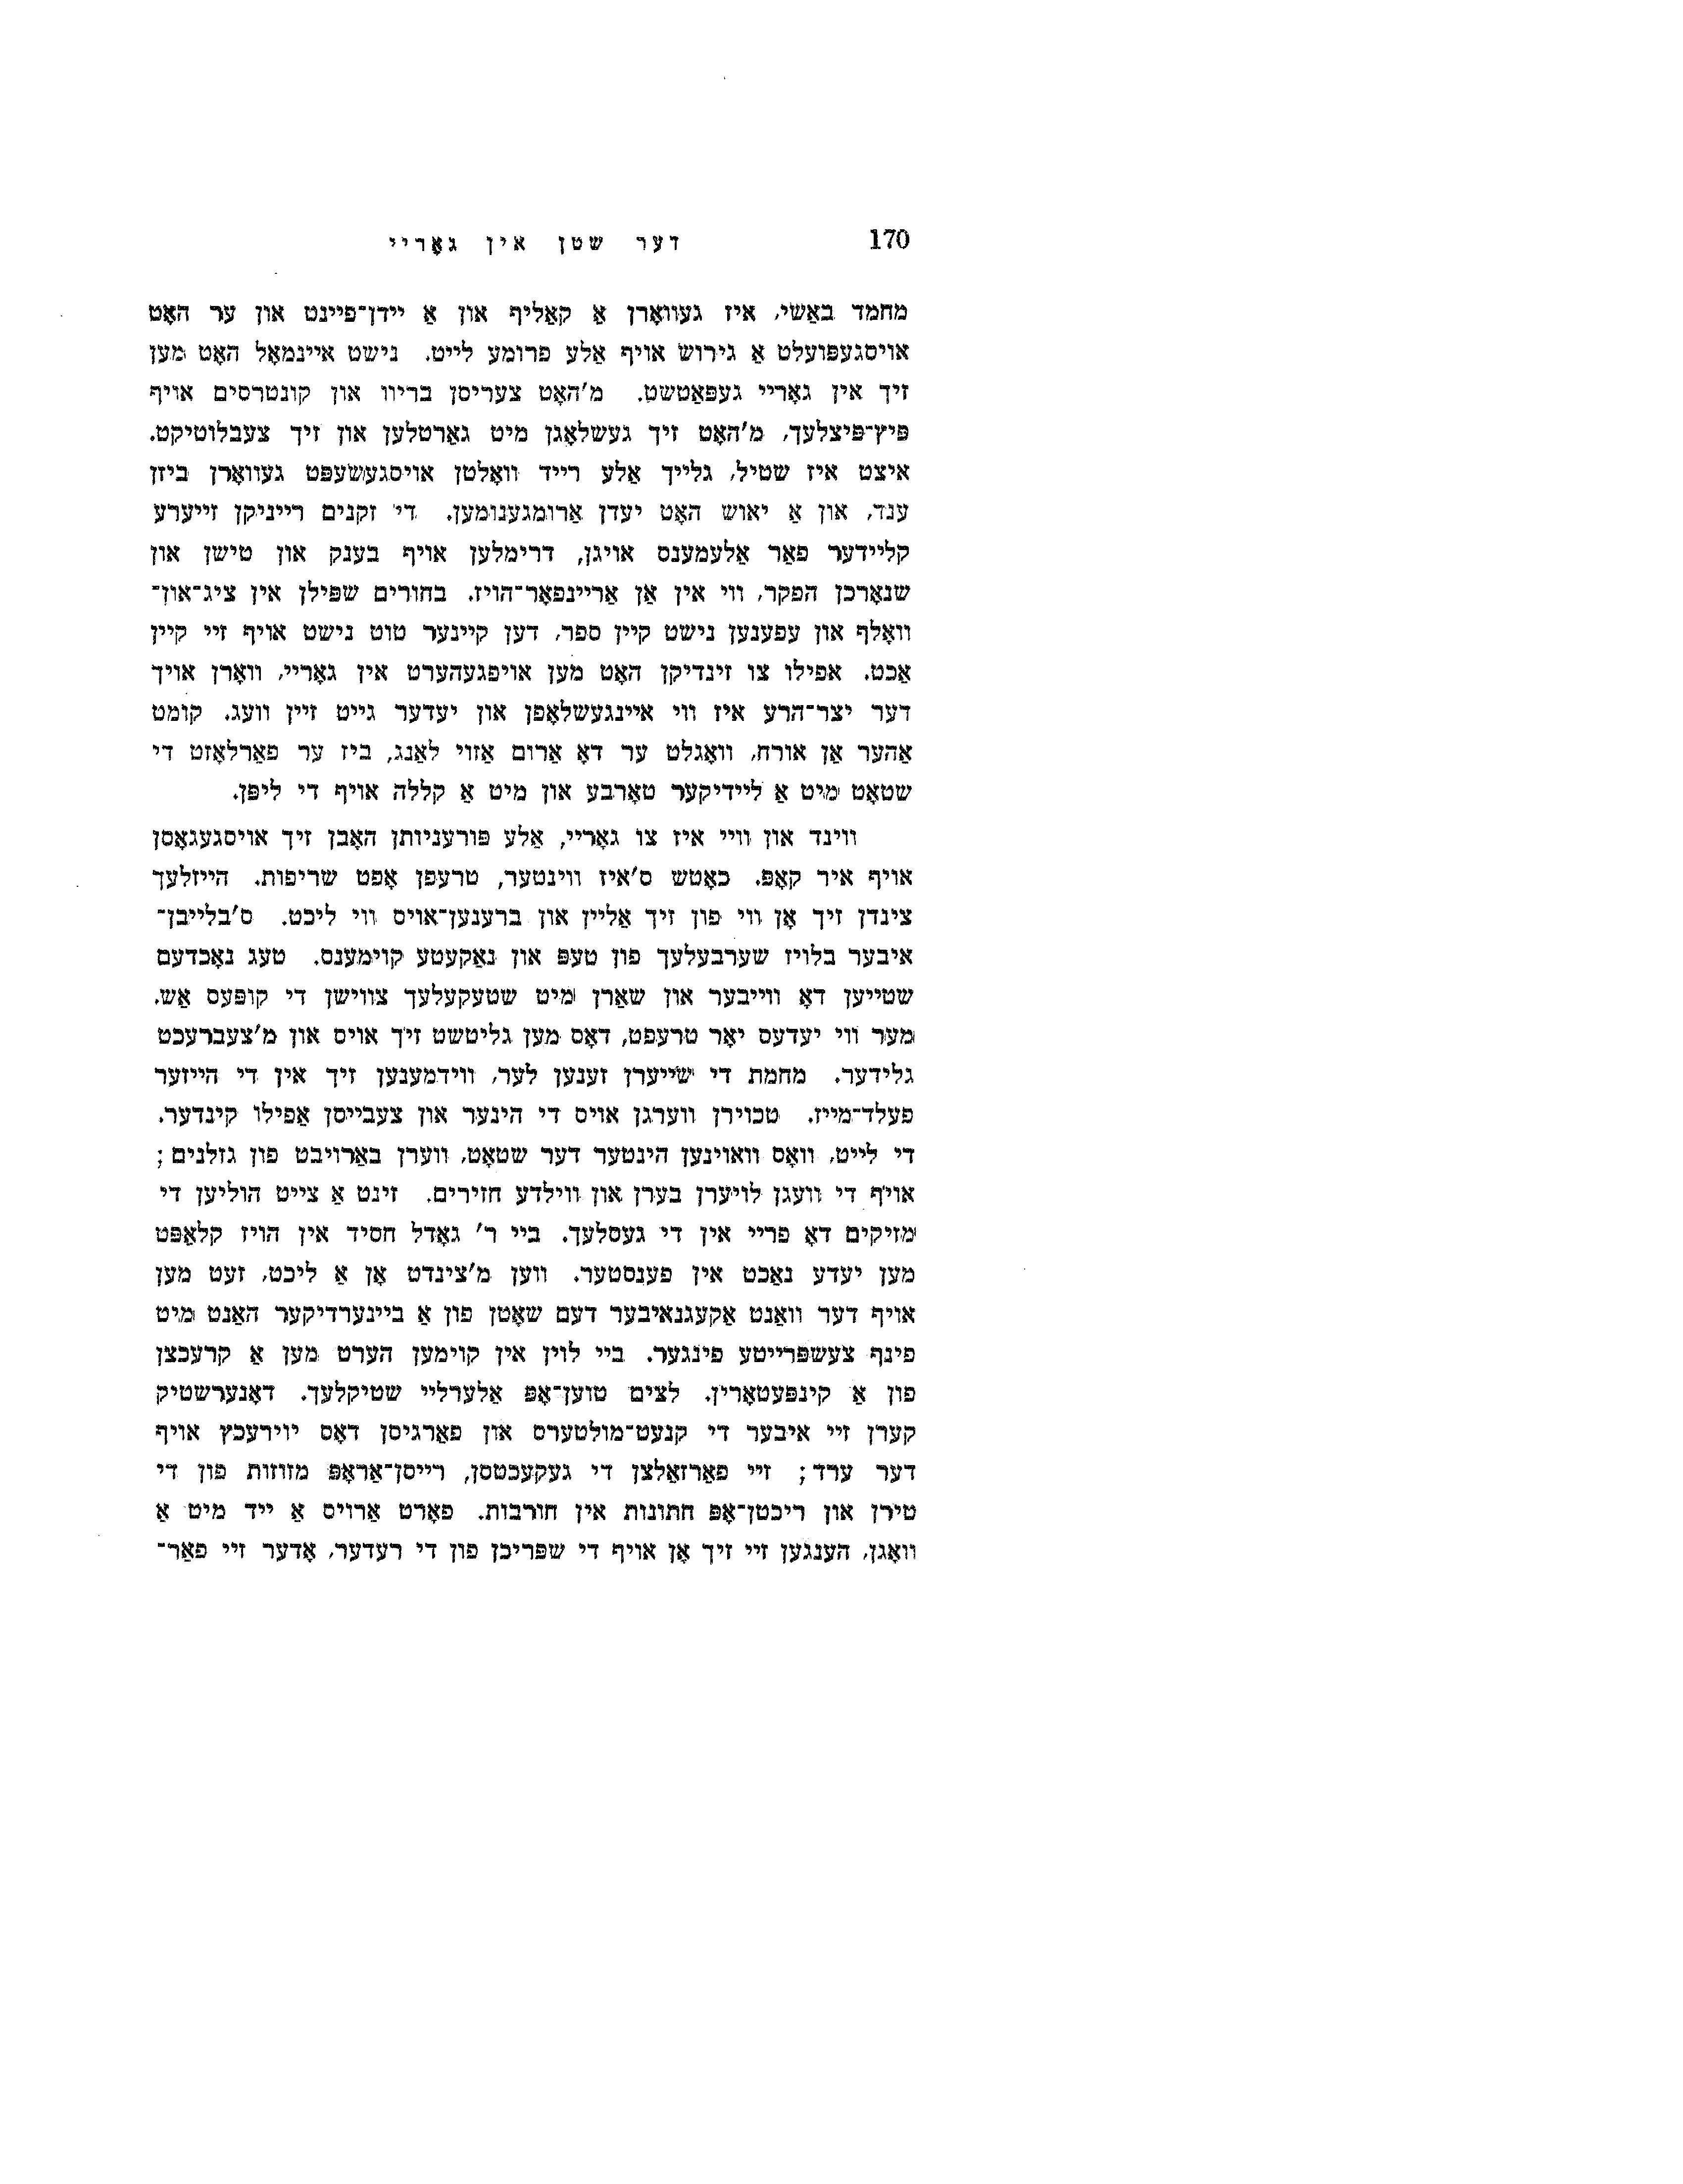 170 דער שטן אין גאָריי
מחמד באַשי, איז געוואָרן אַ קאַליף און אַ יידן־פיינט און ער האָט
אויסגעפועלט אַ גירוש אויף אַלע פרומע לייט. נישט איינמאָל האָט מען
זיך אין גאָריי געפּאַטשט. מ'האָט צעריסן בריוו און קונטרסים אויף
פּיץ־פּיצלעך, מ'האָט זיך געשלאָגן מיט גאַרטלען און זיך צעבלוטיקט.
איצט איז שטיל, גלייך אַלע רייד וואָלטן אויסגעשעפּט געוואָרן ביזן
ענד, און אַ יאוש האָט יעדן אַרומגענומען. די זקנים רייניקן זייערע
קליידער פאַר אַלעמענס אויגן, דרימלען אויף בענק און טישן און
שנאָרכן הפקר, ווי אין אַן אַריינפאָר־הויז. בחורים שפּילן אין ציג־און־
וואָלף און עפענען נישט קיין ספר, דען קיינער טוט נישט אויף זיי קיין
אַכט. אפילו צו זינדיקן האָט מען אויפגעהערט אין גאָריי, וואָרן אויך
דער יצר־הרע איז ווי איינגעשלאָפן און יעדער גייט זיין וועג. קומט
אַהער אַן אורח, וואָגלט ער דאָ אַרום אַזוי לאַנג, ביז ער פאַרלאָזט די
שטאָט מיט אַ ליידיקער טאָרבע און מיט אַ קללה אויף די ליפּן.
ווינד און וויי איז צו גאָריי, אַלע פּורעניותן האָבן זיך אויסגעגאָסן
אויף איר קאָפּ. כאָטש ס'איז ווינטער, טרעפן אָפט שריפות. הייזלעך
צינדן זיך אָן ווי פון זיך אַליין און ברענען־אויס ווי ליכט. ס'בלייבן־
איבער בלויז שערבעלעך פון טעפּ און נאַקעטע קוימענס. טעג נאָכדעם
שטייען דאָ ווייבער און שאַרן מיט שטעקעלעך צווישן די קופּעס אַש.
מער ווי יעדעס יאָר טרעפט, דאָס מען גליטשט זיך אויס און מ'צעברעכט
גלידער. מחמת די שייערן זענען לער, ווידמענען זיך אין די הייזער
פעלד־מייז. טכוירן ווערגן אויס די הינער און צעבייסן אַפילו קינדער.
די לייט, וואָס וואוינען הינטער דער שטאָט, ווערן באַרויבט פון גזלנים ;
אויף די וועגן לויערן בערן און ווילדע חזירים. זינט אַ צייט הוליען די
מזיקים דאָ פריי אין די געסלעך. ביי ר' גאָדל חסיד אין הויז קלאַפּט
מען יעדע נאַכט אין פענסטער. ווען מ'צינדט אָן אַ ליכט, זעט מען
אויף דער וואַנט אַקעגנאיבער דעם שאָטן פון אַ ביינערדיקער האַנט מיט
פינף צעשפּרייטע פינגער. ביי לוין אין קוימען הערט מען אַ קרעכצן
פון אַ קינפּעטאָרין. לצים טוען־אָפּ אַלערליי שטיקלעך. דאָנערשטיק
קערן זיי איבער די קנעט־מולטערס און פאַרגיסן דאָס יוירעכץ אויף
דער ערד ; זיי פאַרזאַלצן די געקעכטסן, רייסן־אַראָפּ מזוזות פון די
טירן און ריכטן־אָפּ חתונות אין חורבות. פאָרט אַרויס אַ ייד מיט אַ
וואָגן, הענגען זיי זיך אָן אויף די שפּריכן פון די רעדער, אָדער זיי פאַר־